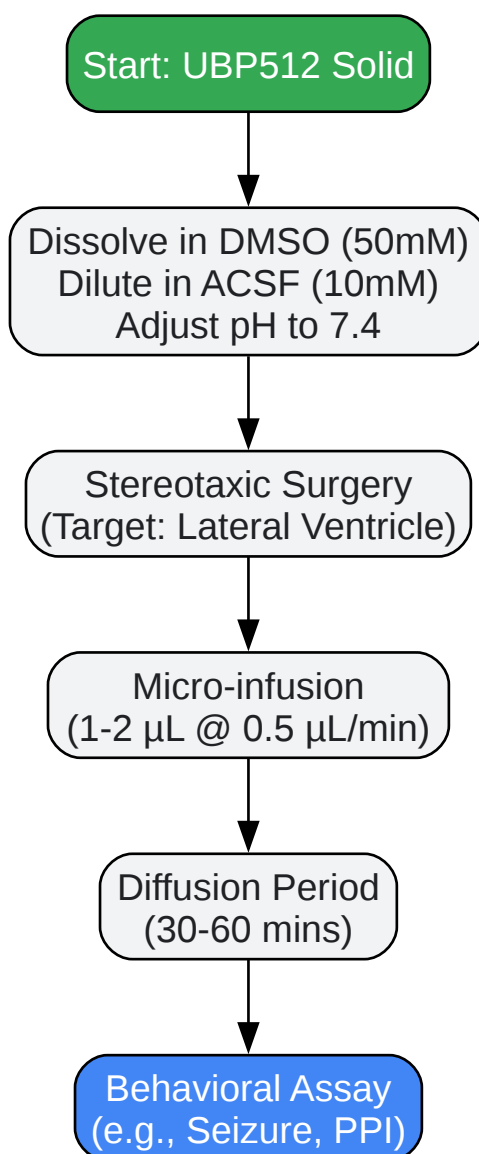 Start: UBP512 Solid
Dissolve in DMSO (50mM)
Dilute in ACSF (10mM)
Adjust pH to 7.4
Stereotaxic Surgery
(Target: Lateral Ventricle)
Micro-infusion
(1-2 µL @ 0.5 µL/min)
Diffusion Period
(30-60 mins)
Behavioral Assay
(e.g., Seizure, PPI)